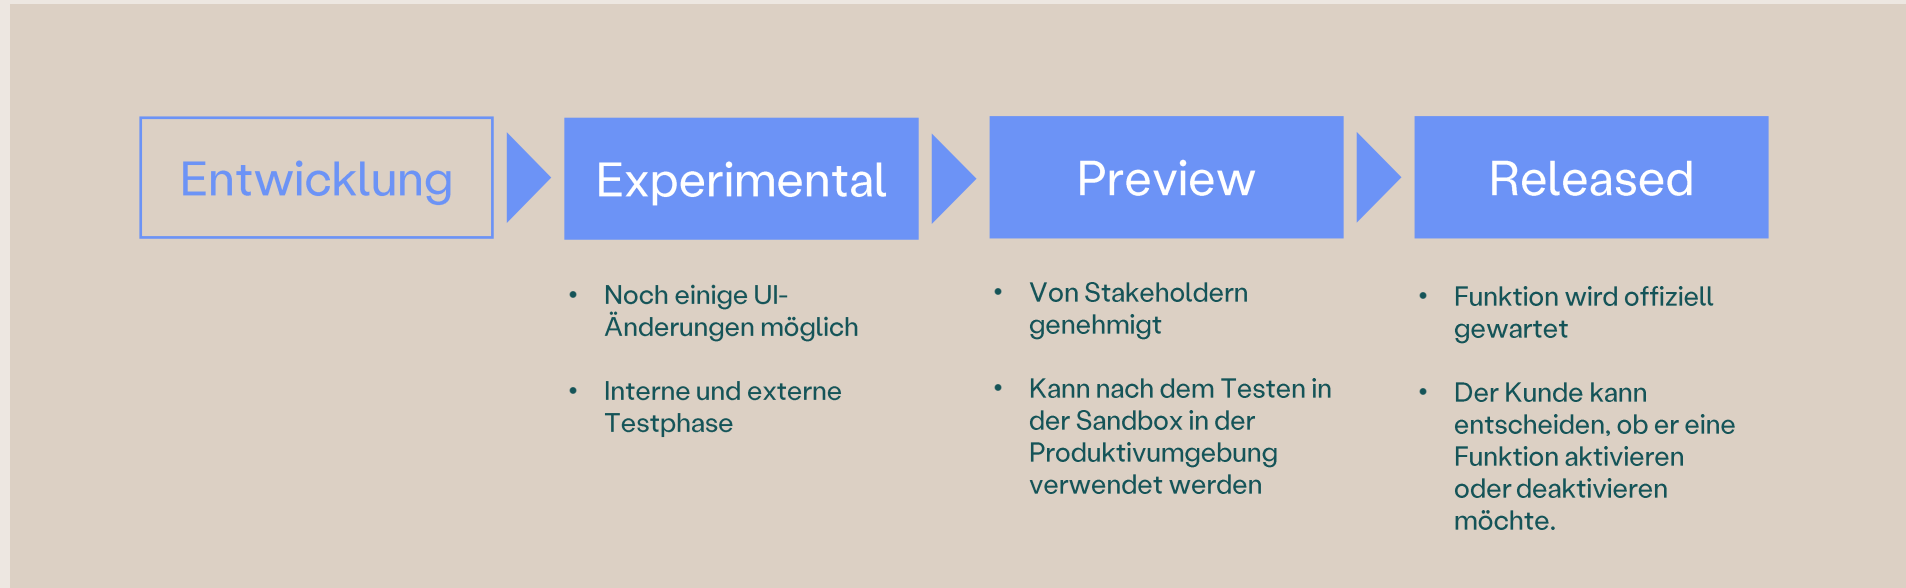 Entwicklung
Experimental
Preview
Released
• Noch einige UI-
Änderungen möglich
• Interne und externe
Testphase
• Von Stakeholdern
genehmigt
• Kann nach dem Testen in
der Sandbox in der
Produktivumgebung
verwendet werden
• Funktion wird offiziell
gewartet
• Der Kunde kann
entscheiden, ob er eine
Funktion aktivieren
oder deaktivieren
möchte.